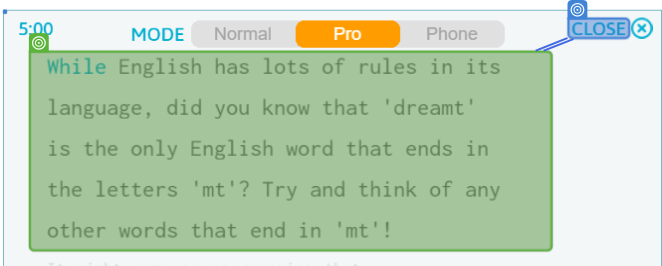 5:00 MODE Normal Pro Phone CLOSE
While English has lots of rules in its
language, did you know that 'dreamt'
is the only English word that ends in
the letters 'mt'? Try and think of any
other words that end in 'mt'!